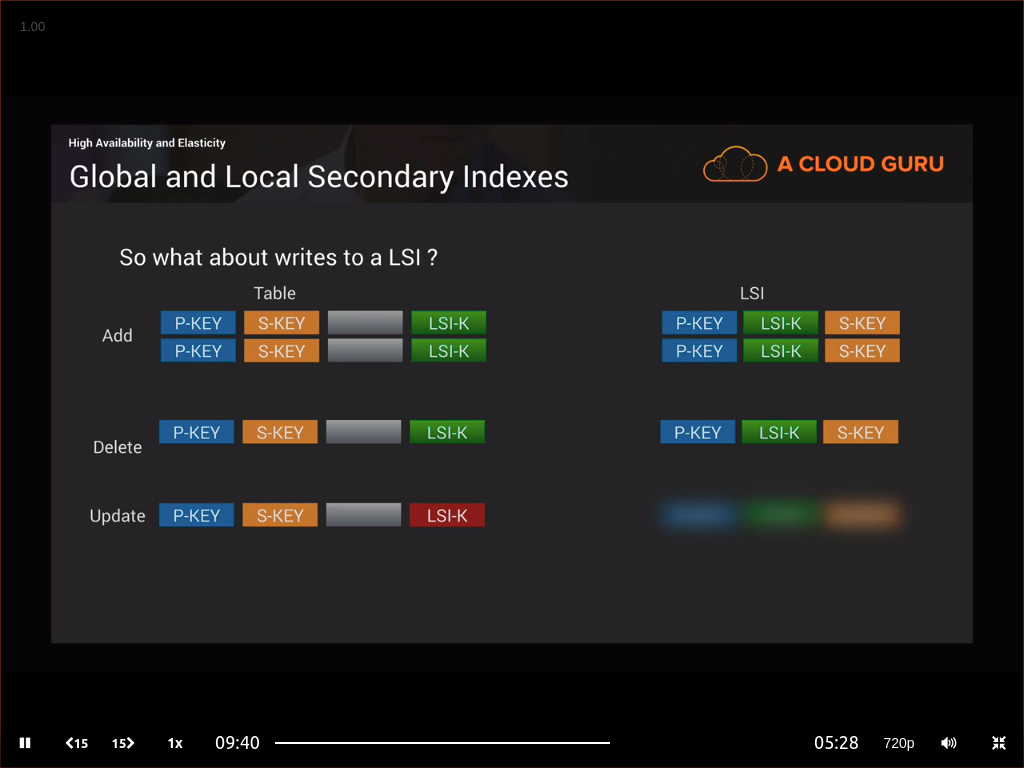 1.00
High Availability and Elasticity
Global and Local Secondary Indexes
A CLOUD GURU
So what about writes to a LSI ?
Table LSI
Add
P-KEY S-KEY LSI-K P-KEY LSI-K S-KEY
P-KEY S-KEY LSI-K P-KEY LSI-K S-KEY
Delete
P-KEY S-KEY LSI-K P-KEY LSI-K S-KEY
Update P-KEY S-KEY LSI-K
15 15 1x 09:40 05:28 720p